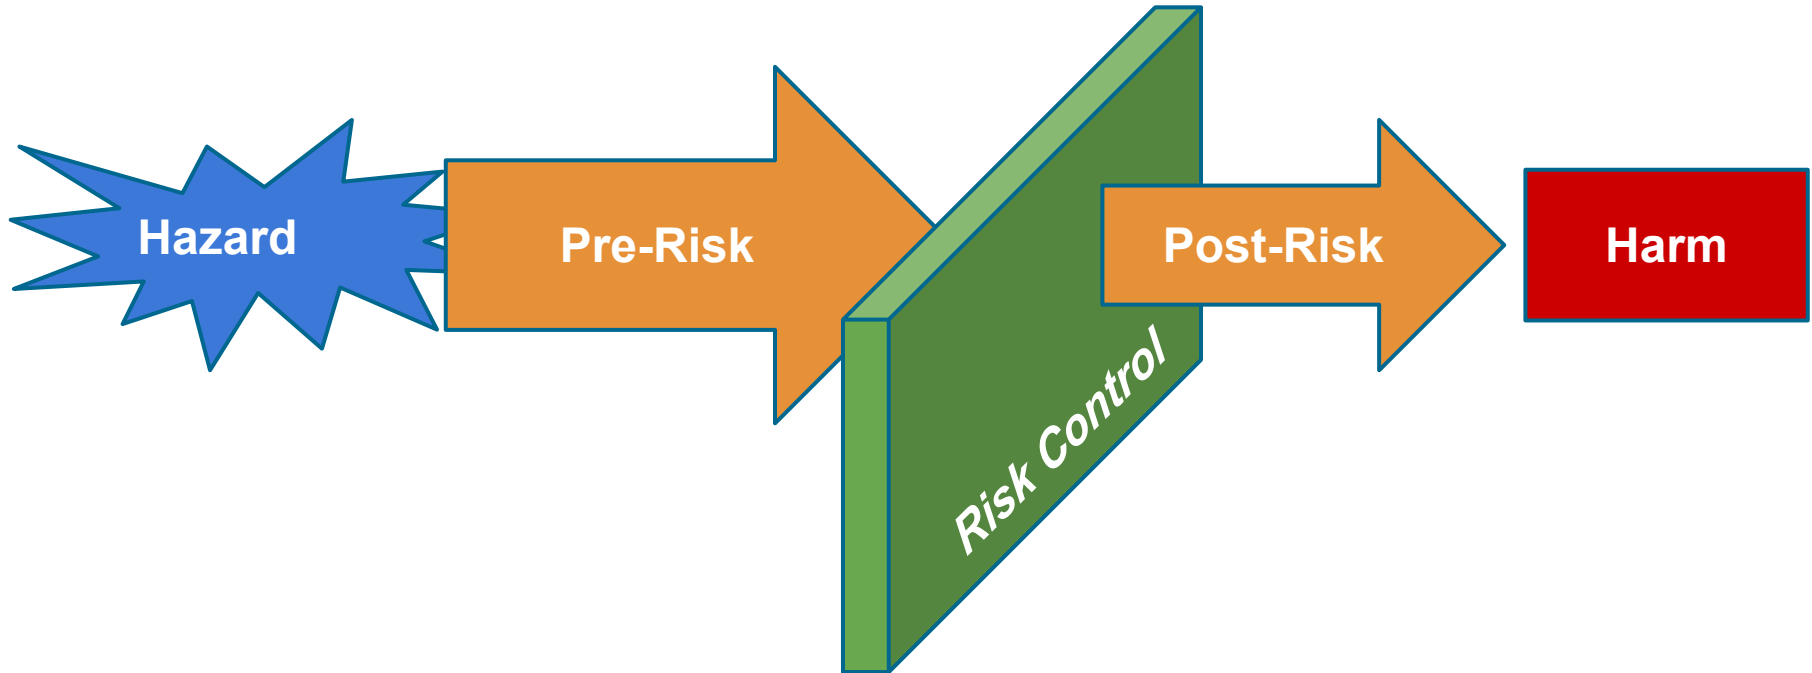 Hazard
Pre-Risk
Risk Control
Post-Risk
Harm